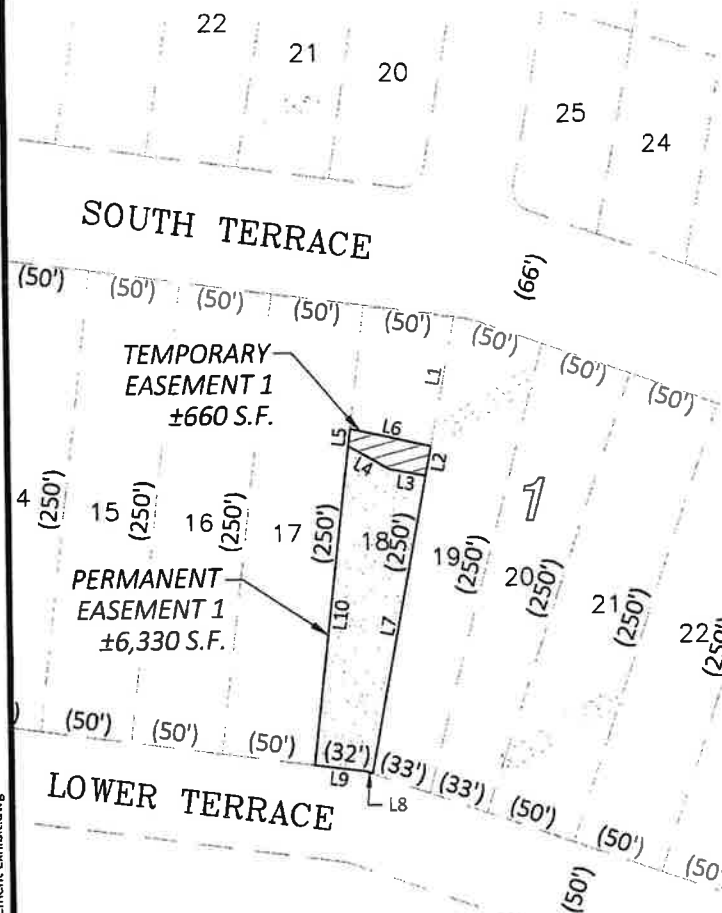 22
21
20
25
24
SOUTH TERRACE
(66')
(50')
(50')
(50')
(50')
(50')
(50')
(50')
(50')
TEMPORARY
EASEMENT 1
±660 S.F.
L1
L6
L5
L2
L4
L3
1
4
(250')
15
(250')
16
(250')
17
(250')
18
(250')
19
(250')
20
(250')
21
(250')
22
(250')
PERMANENT
EASEMENT 1
±6,330 S.F.
L10
L7
)
(50')
(50')
(50')
(32')
(33')
(33')
(50')
(50')
(50'
L9
L8
LOWER TERRACE
(50')